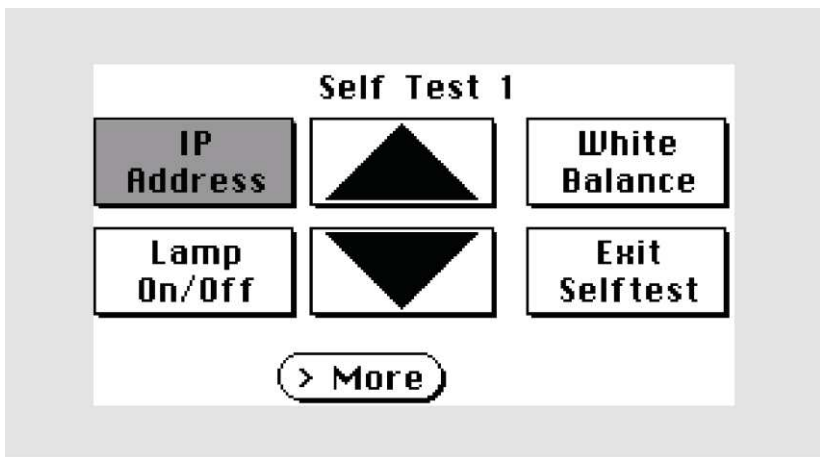 Self Test 1
IP
Address
White
Balance
Lamp
On/Off
Exit
Selftest
> More